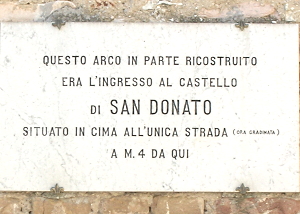 QUESTO ARCO IN PARTE RICOSTRUITO
ERA L'INGRESSO AL CASTELLO
DI SAN DONATO
SITUATO IN CIMA ALL'UNICA STRADA (ORA GRADINATA)
A M. 4 DA QUI